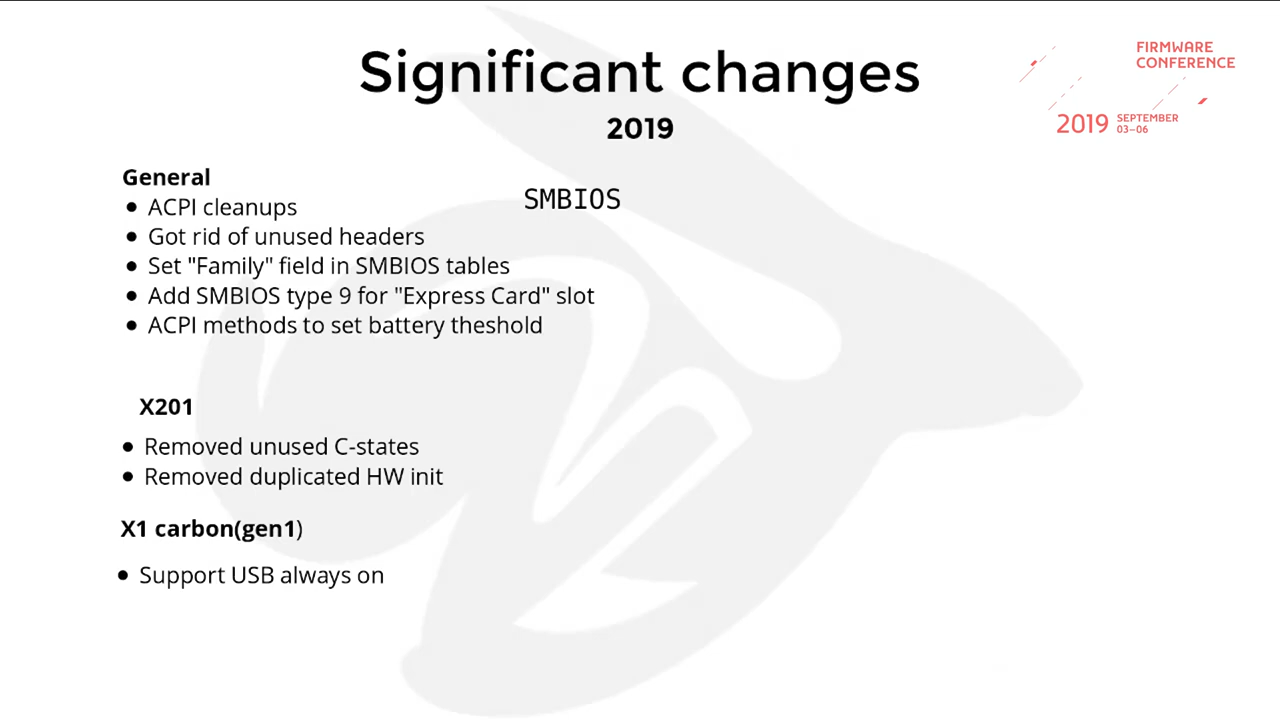 Significant changes
2019
FIRMWARE
CONFERENCE
2019 SEPTEMBER
03–06
General
• ACPI cleanups
SMBIOS
• Got rid of unused headers
• Set "Family" field in SMBIOS tables
• Add SMBIOS type 9 for "Express Card" slot
• ACPI methods to set battery theshold
X201
• Removed unused C-states
• Removed duplicated HW init
X1 carbon(gen1)
• Support USB always on